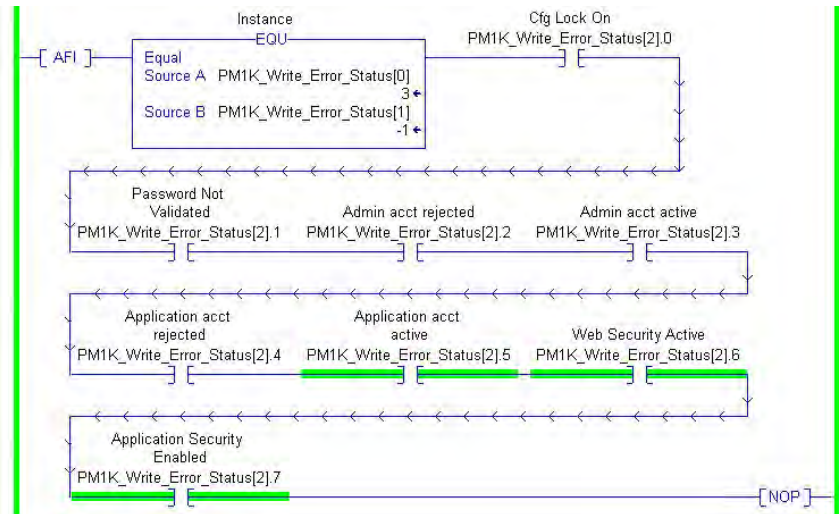 Instance
Cfg Lock On
EQU
PM1K_Write_Error_Status[2].0
AFI
Equal
Source A PM1K_Write_Error_Status[0]
3
Source B PM1K_Write_Error_Status[1]
-1
Password Not
Validated
Admin acct rejected
Admin acct active
PM1K_Write_Error_Status[2].1 PM1K_Write_Error_Status[2].2 PM1K_Write_Error_Status[2].3
Application acct
rejected
Application acct
active
Web Security Active
PM1K_Write_Error_Status[2].4 PM1K_Write_Error_Status[2].5 PM1K_Write_Error_Status[2].6
Application Security
Enabled
PM1K_Write_Error_Status[2].7
NOP